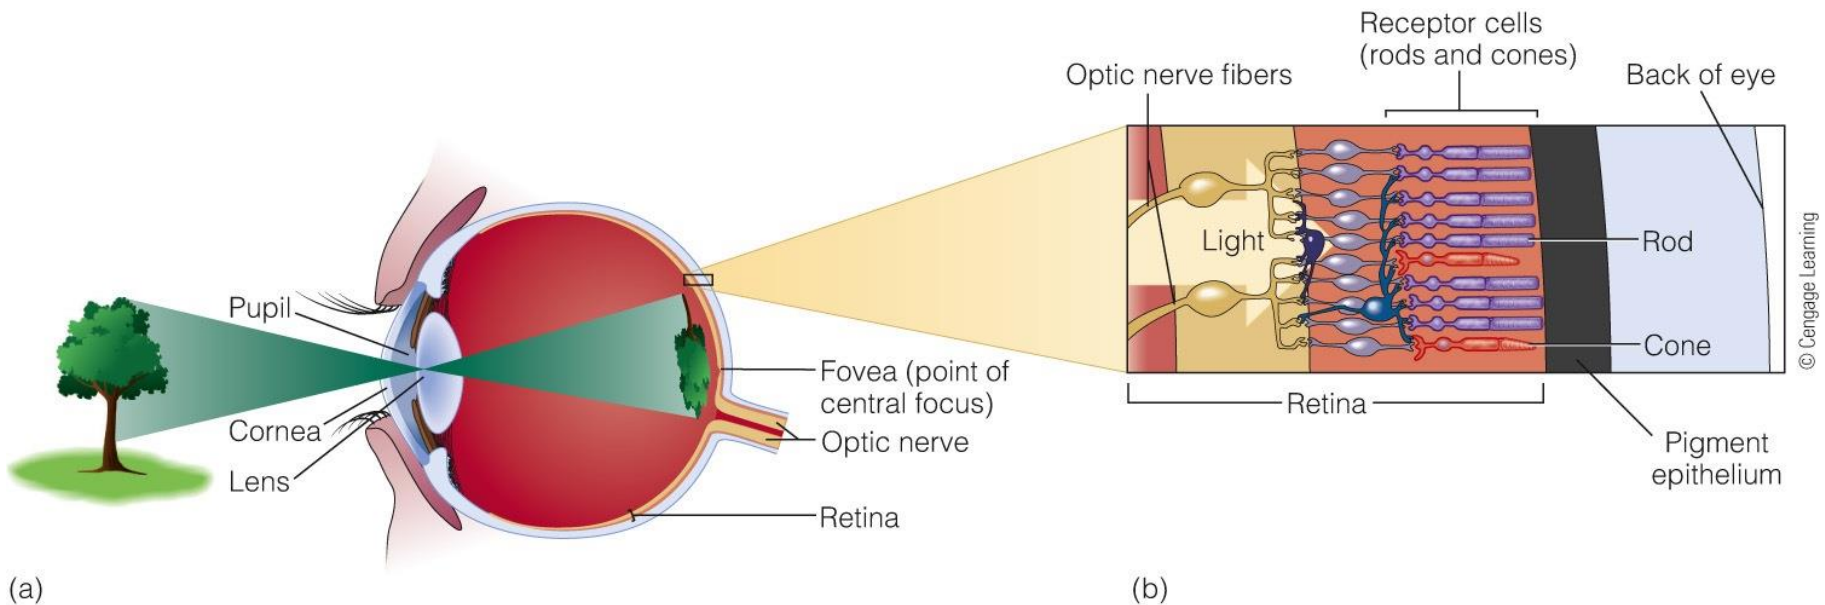 Pupil
Cornea
Lens
Fovea (point of
central focus)
Optic nerve
Retina
(a)
Optic nerve fibers
Receptor cells
(rods and cones)
Back of eye
Light
Rod
Cone
Retina
Pigment
epithelium
© Cengage Learning
(b)